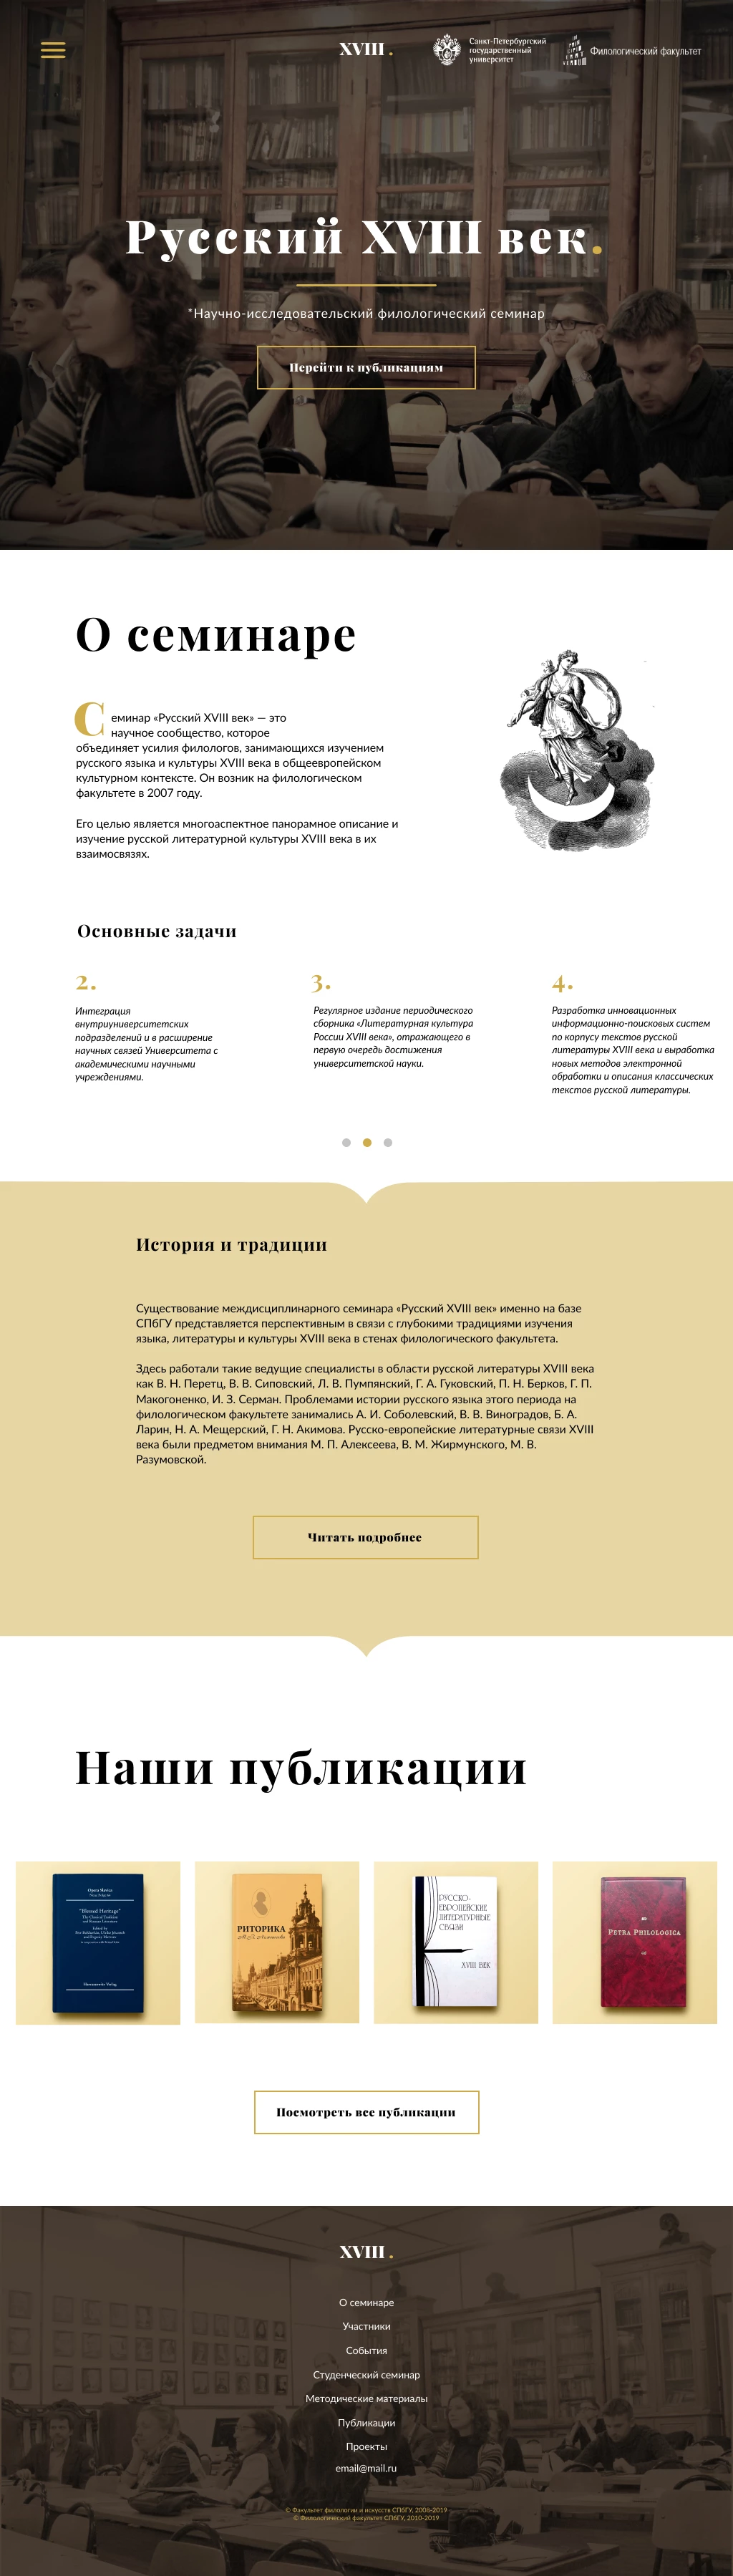 XVIII.
Санкт-Петербургский
государственный
университет
Филологический факультет
Русский XVIII век.
*Научно-исследовательский филологический семинар
Перейти к публикациям
О семинаре
Семинар «Русский XVIII век» — это
научное сообщество, которое
объединяет усилия филологов, занимающихся изучением
русского языка и культуры XVIII века в общеевропейском
культурном контексте. Он возник на филологическом
факультете в 2007 году.
Его целью является многоаспектное панорамное описание и
изучение русской литературной культуры XVIII века в их
взаимосвязях.
Основные задачи
2.
Интеграция
внутриуниверситетских
подразделений и в расширение
научных связей Университета с
академическими научными
учреждениями.
3.
Регулярное издание периодического
сборника «Литературная культура
России XVIII века», отражающего в
первую очередь достижения
университетской науки.
4.
Разработка инновационных
информационно-поисковых систем
по корпусу текстов русской
литературы XVIII века и выработка
новых методов электронной
обработки и описания классических
текстов русской литературы.
История и традиции
Существование междисциплинарного семинара «Русский XVIII век» именно на базе
СПбГУ представляется перспективным в связи с глубокими традициями изучения
языка, литературы и культуры XVIII века в стенах филологического факультета.
Здесь работали такие ведущие специалисты в области русской литературы XVIII века
как В. Н. Перетц, В. В. Сиповский, Л. В. Пумпянский, Г. А. Гуковский, П. Н. Берков, Г. П.
Макогоненко, И. З. Серман. Проблемами истории русского языка этого периода на
филологическом факультете занимались А. И. Соболевский, В. В. Виноградов, Б. А.
Ларин, Н. А. Мещерский, Г. Н. Акимова. Русско-европейские литературные связи XVIII
века были предметом внимания М. П. Алексеева, В. М. Жирмунского, М. В.
Разумовской.
Читать подробнее
Наши публикации
Opera Slavica
"Blessed Heritage"
The Classical Tradition
and Russian Literature
Edited by
Harrassowitz Verlag
РИТОРИКА
М.В. Ломоносова
РУССКО-
ЕВРОПЕЙСКИЕ
ЛИТЕРАТУРНЫЕ
СВЯЗИ
XVIII ВЕК
PETRA PHILOLOGICA
Посмотреть все публикации
XVIII.
О семинаре
Участники
События
Студенческий семинар
Методические материалы
Публикации
Проекты
email@mail.ru
© Факультет филологии и искусств СПбГУ, 2006-2019
© Филологический факультет СПбГУ, 2010-2019